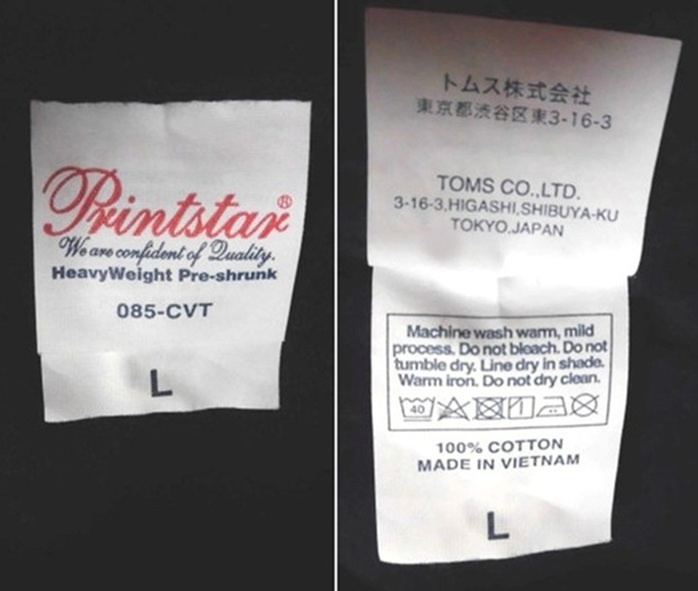 Printstar®
We are confident of Quality.
HeavyWeight Pre-shrunk
085-CVT
L
トムス株式会社
東京都渋谷区東3-16-3
TOMS CO.,LTD.
3-16-3,HIGASHI,SHIBUYA-KU
TOKYO,JAPAN
Machine wash warm, mild
process. Do not bleach. Do not
tumble dry. Line dry in shade.
Warm iron. Do not dry clean.
40
100% COTTON
MADE IN VIETNAM
L